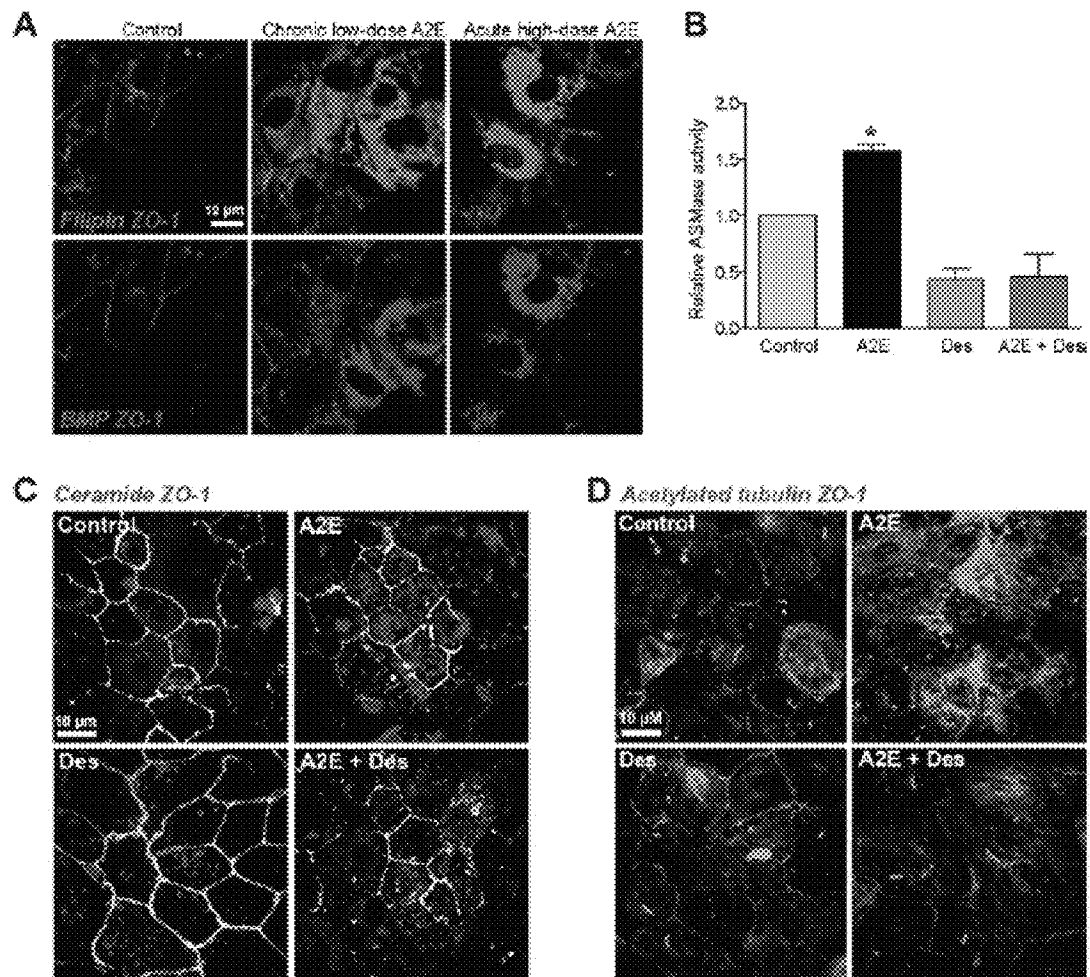 A
Control Chronic low-dose A2E Acute high-dose A2E
Filipin ZO-1
10 µm
BMP ZO-1
B
Relative ASMase activity
2.0
1.5
1.0
0.5
0.0
*
Control A2E Des A2E + Des
C Ceramide ZO-1
Control A2E
10 µm
Des A2E + Des
D Acetylated tubulin ZO-1
Control A2E
10 µM
Des A2E + Des